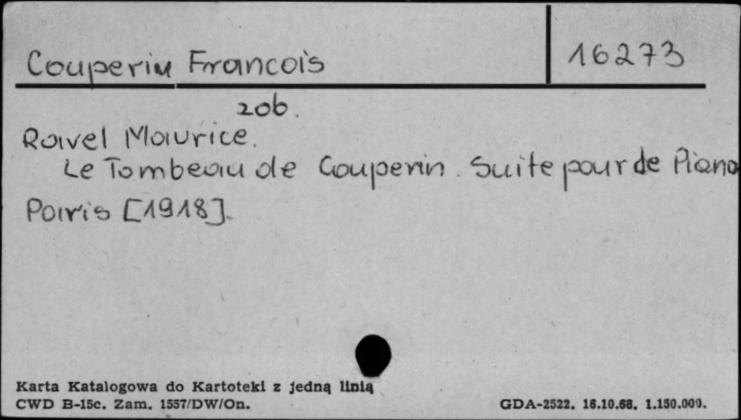 Couperin Francois 16273
zob.
Ravel Maurice.
Le Tombeau de Couperin. Suite pour de Piano
Paris [1918].
Karta Katalogowa do Kartoteki z jedną linią
CWD B-15c. Zam. 1557/DW/On. GDA-2522. 16.10.68. 1.150.000.